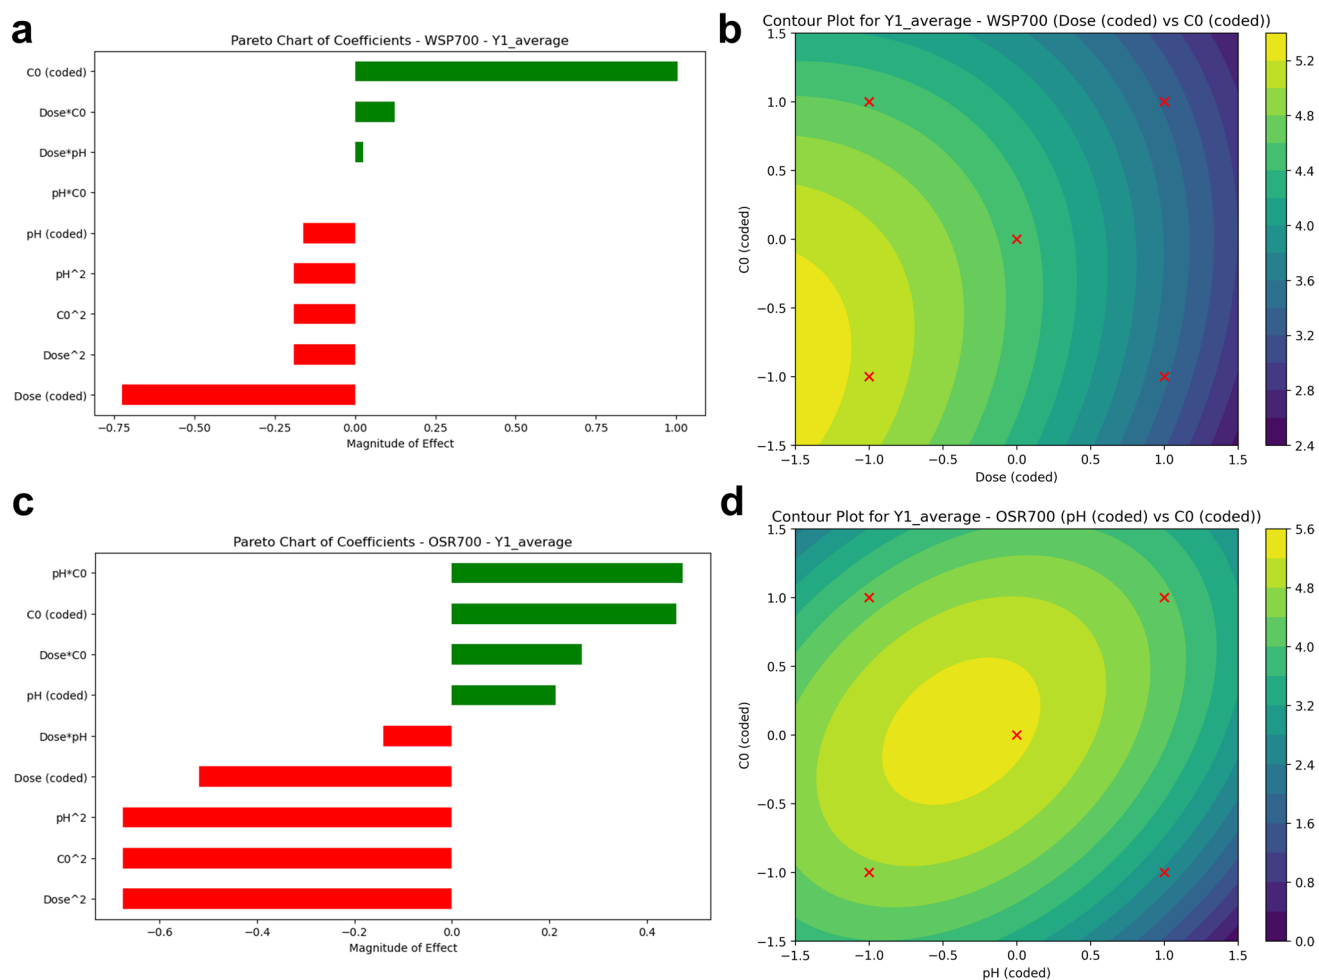 a
Pareto Chart of Coefficients - WSP700 - Y1_average
C0 (coded)
Dose*C0
Dose*pH
pH*C0
pH (coded)
pH^2
C0^2
Dose^2
Dose (coded)
−0.75 −0.50 −0.25 0.00 0.25 0.50 0.75 1.00
Magnitude of Effect
b
Contour Plot for Y1_average - WSP700 (Dose (coded) vs C0 (coded))
C0 (coded)
1.5
1.0
0.5
0.0
−0.5
−1.0
−1.5
−1.5 −1.0 −0.5 0.0 0.5 1.0 1.5
Dose (coded)
5.2
4.8
4.4
4.0
3.6
3.2
2.8
2.4
c
Pareto Chart of Coefficients - OSR700 - Y1_average
pH*C0
C0 (coded)
Dose*C0
pH (coded)
Dose*pH
Dose (coded)
pH^2
C0^2
Dose^2
−0.6 −0.4 −0.2 0.0 0.2 0.4
Magnitude of Effect
d
Contour Plot for Y1_average - OSR700 (pH (coded) vs C0 (coded))
C0 (coded)
1.5
1.0
0.5
0.0
−0.5
−1.0
−1.5
−1.5 −1.0 −0.5 0.0 0.5 1.0 1.5
pH (coded)
5.6
4.8
4.0
3.2
2.4
1.6
0.8
0.0